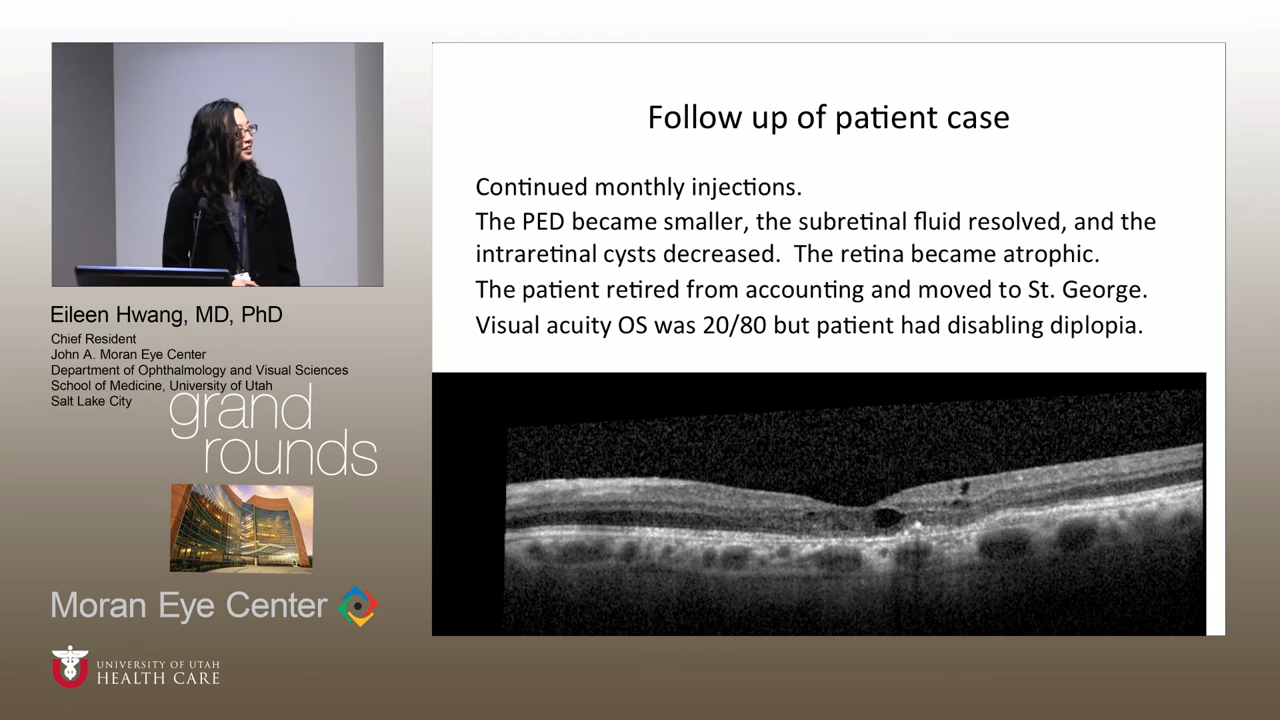 Follow up of patient case
Continued monthly injections.
The PED became smaller, the subretinal fluid resolved, and the
intraretinal cysts decreased.  The retina became atrophic.
The patient retired from accounting and moved to St. George.
Visual acuity OS was 20/80 but patient had disabling diplopia.
Eileen Hwang, MD, PhD
Chief Resident
John A. Moran Eye Center
Department of Ophthalmology and Visual Sciences
School of Medicine, University of Utah
Salt Lake City
grand
rounds
Moran Eye Center
UNIVERSITY OF UTAH
HEALTH CARE